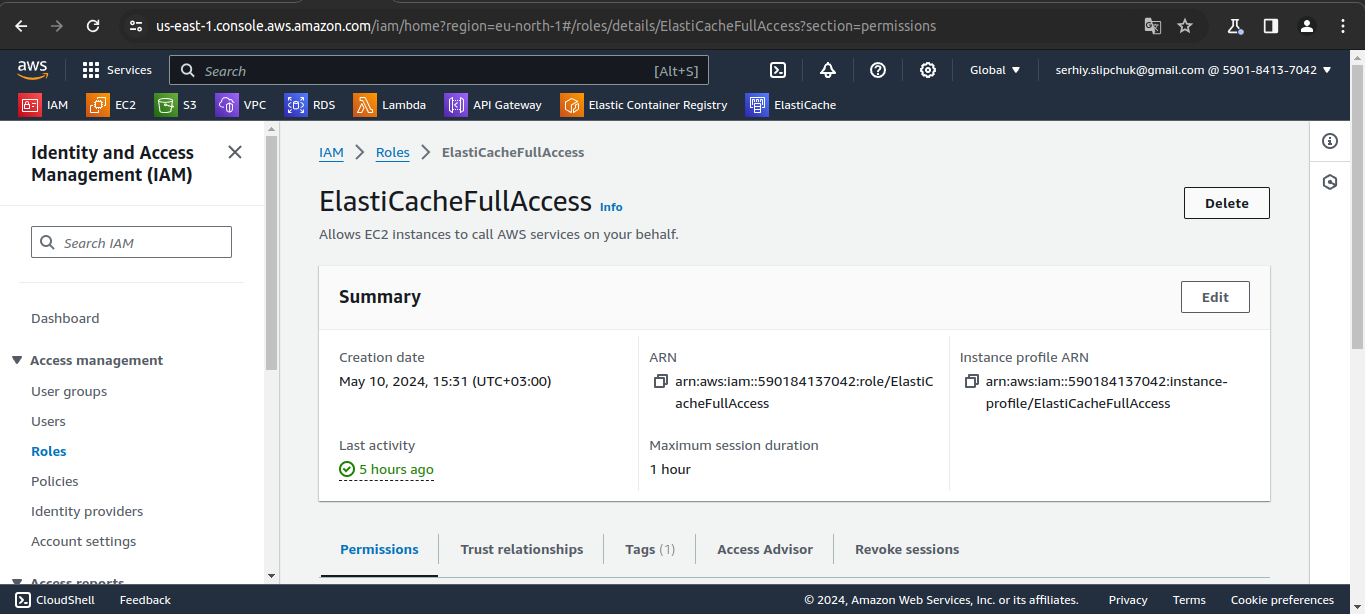 us-east-1.console.aws.amazon.com/iam/home?region=eu-north-1#/roles/details/ElastiCacheFullAccess?section=permissions
aws Services Search [Alt+S] Global serhiy.slipchuk@gmail.com @ 5901-8413-7042
IAM EC2 S3 VPC RDS Lambda API Gateway Elastic Container Registry ElastiCache
Identity and Access
Management (IAM)
Search IAM
Dashboard
Access management
User groups
Users
Roles
Policies
Identity providers
Account settings
Access reports
IAM Roles ElastiCacheFullAccess
ElastiCacheFullAccess Info
Delete
Allows EC2 instances to call AWS services on your behalf.
Summary
Edit
Creation date
May 10, 2024, 15:31 (UTC+03:00)
ARN
arn:aws:iam::590184137042:role/ElastiC
acheFullAccess
Instance profile ARN
arn:aws:iam::590184137042:instance-
profile/ElastiCacheFullAccess
Last activity
5 hours ago
Maximum session duration
1 hour
Permissions Trust relationships Tags (1) Access Advisor Revoke sessions
CloudShell Feedback © 2024, Amazon Web Services, Inc. or its affiliates. Privacy Terms Cookie preferences